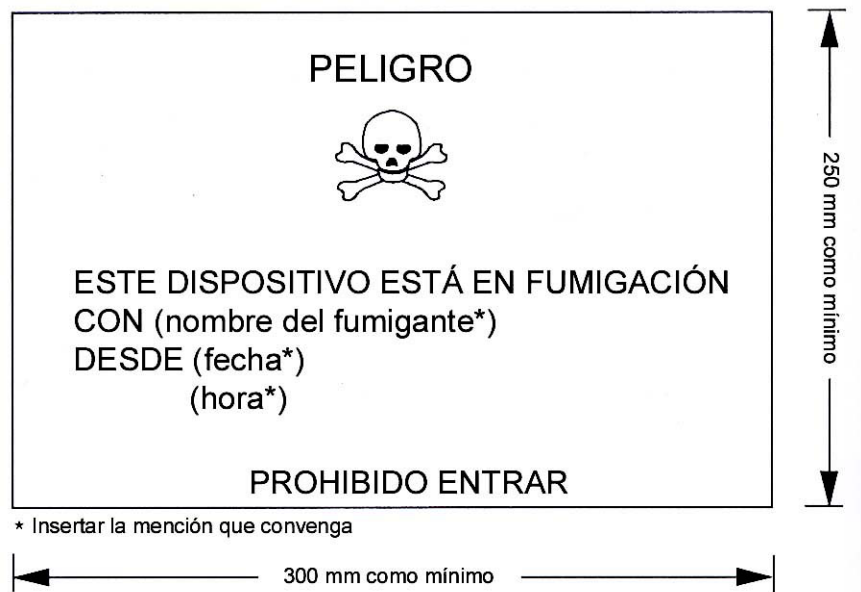 PELIGRO
ESTE DISPOSITIVO ESTÁ EN FUMIGACIÓN
CON (nombre del fumigante*)
DESDE (fecha*)
(hora*)
PROHIBIDO ENTRAR
* Insertar la mención que convenga
300 mm como mínimo
250 mm como mínimo